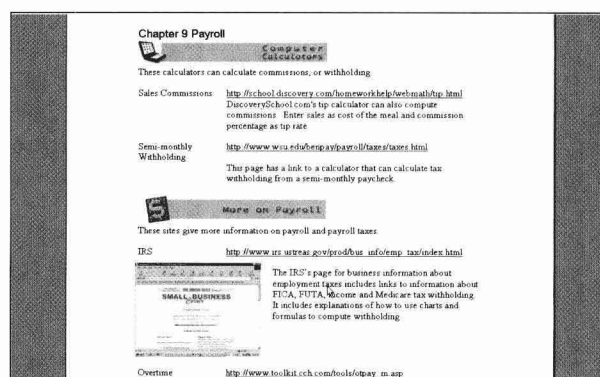 Chapter 9 Payroll
Computer
Calculators
These calculators can calculate commissions, or withholding
Sales Commissions http://school.discovery.com/homeworkhelp/webmath/tip.html
DiscoverySchool.com's tip calculator can also compute
commissions. Enter sales as cost of the meal and commission
percentage as tip rate
Semi-monthly http://www.wsu.edu/benpay/payroll/taxes/taxes.html
Withholding
This page has a link to a calculator that can calculate tax
withholding from a semi-monthly paycheck.
More on Payroll
These sites give more information on payroll and payroll taxes.
IRS http://www.irs.ustreas.gov/prod/bus_info/emp_tax/index.html
SMALL BUSINESS
The IRS's page for business information about
employment taxes includes links to information about
FICA, FUTA, income and Medicare tax withholding
It includes explanations of how to use charts and
formulas to compute withholding
Overtime http://www.toolkit.cch.com/tools/otpay_m.asp